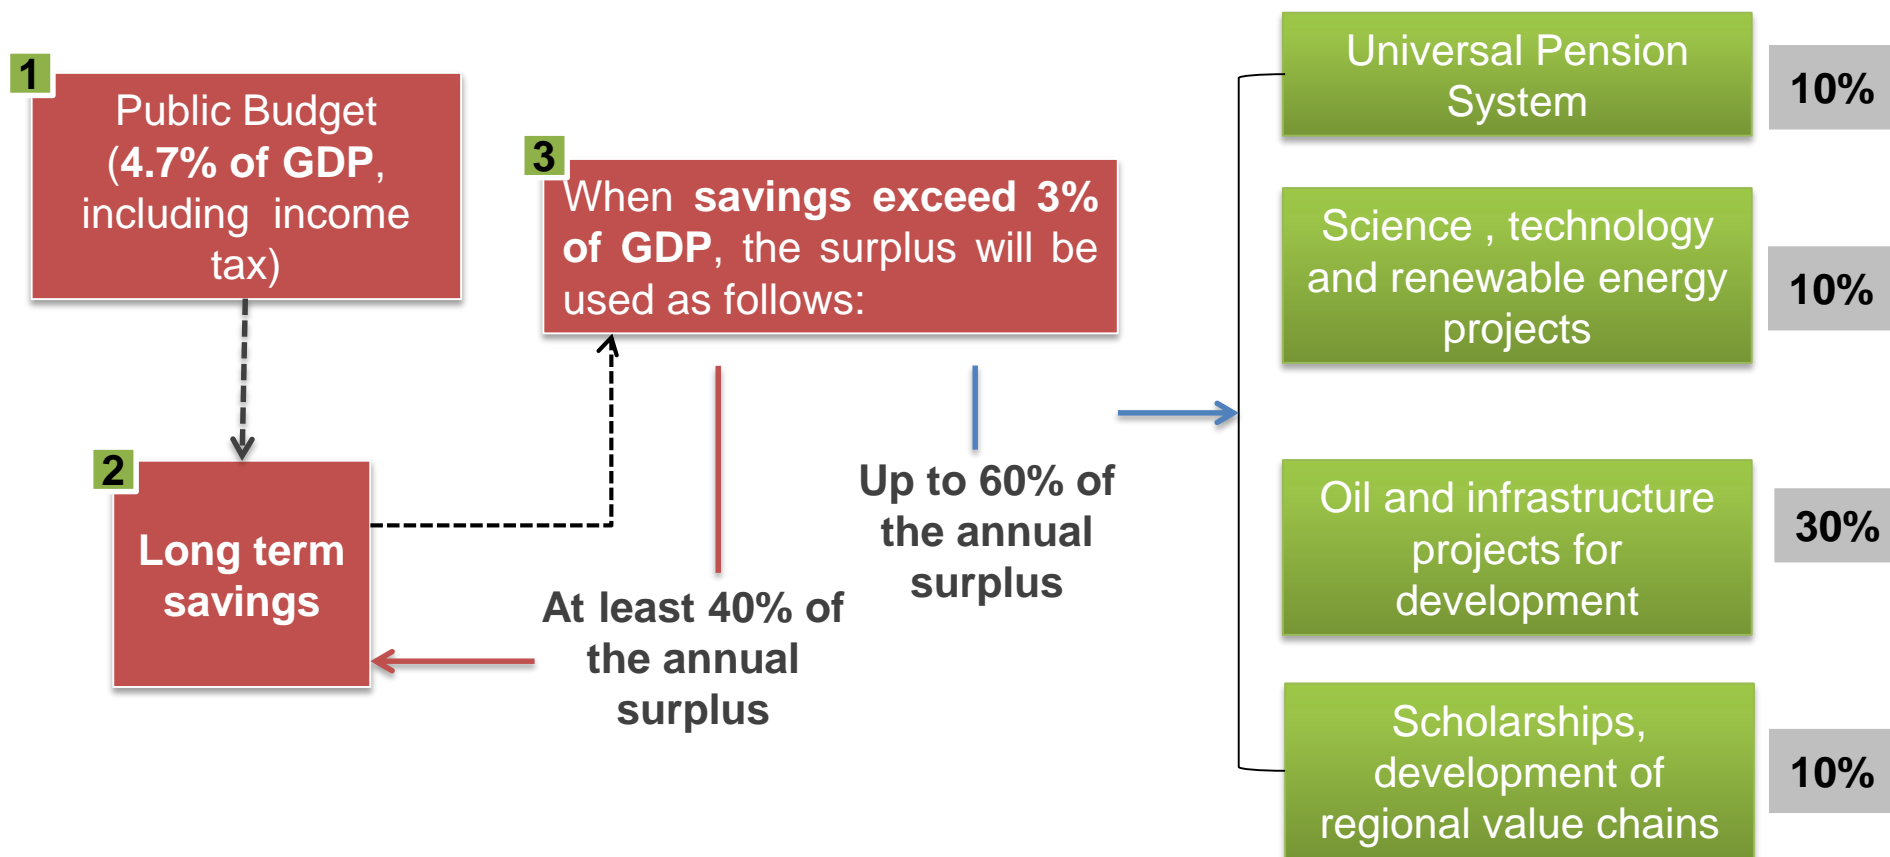 1
Public Budget
(4.7% of GDP,
including income
tax)
2
Long term
savings
3
When savings exceed 3%
of GDP, the surplus will be
used as follows:
At least 40% of
the annual
surplus
Up to 60% of
the annual
surplus
Universal Pension
System
10%
Science , technology
and renewable energy
projects
10%
Oil and infrastructure
projects for
development
30%
Scholarships,
development of
regional value chains
10%